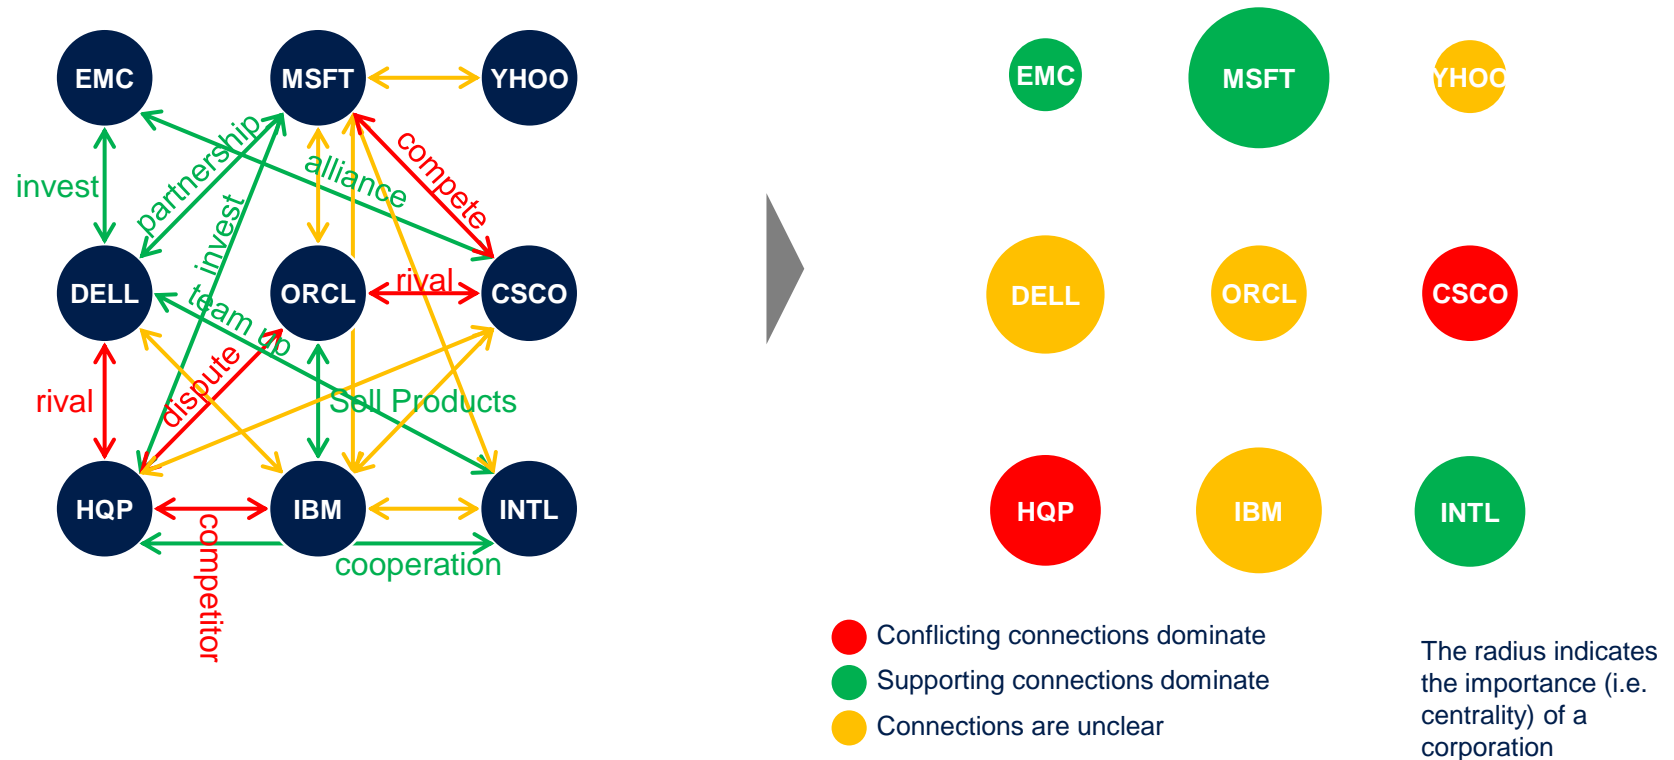 EMC
MSFT
YHOO
invest
partnership
invest
alliance
compete
DELL
ORCL
rival
CSCO
team up
rival
dispute
Sell Products
HQP
IBM
INTL
competitor
cooperation
EMC
MSFT
YHOO
DELL
ORCL
CSCO
HQP
IBM
INTL
Conflicting connections dominate
Supporting connections dominate
Connections are unclear
The radius indicates
the importance (i.e.
centrality) of a
corporation